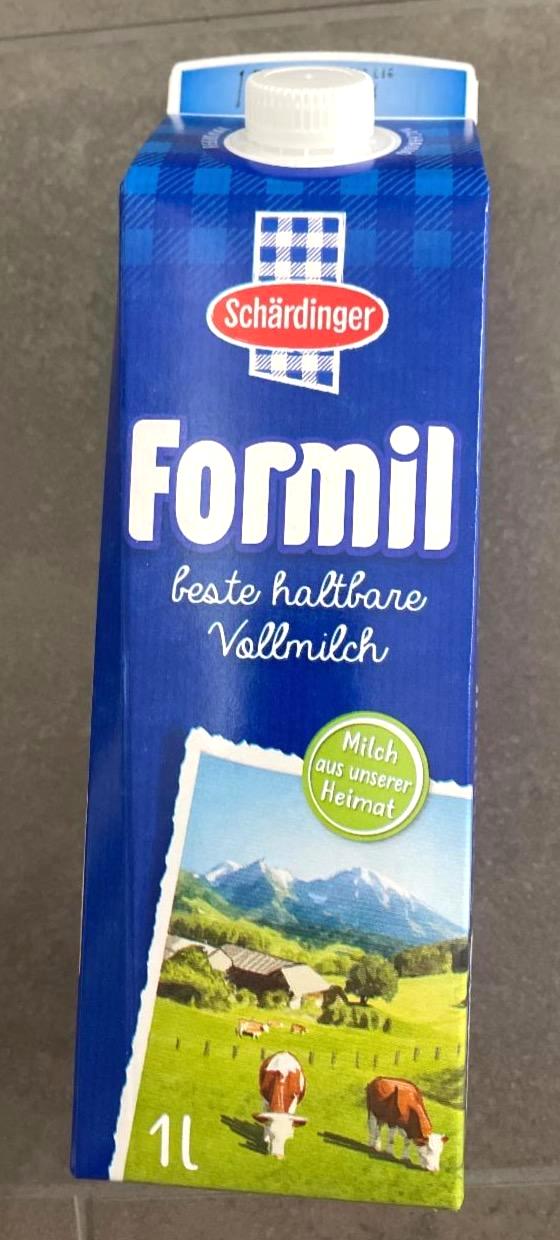 Schärdinger
Formil
beste haltbare
Vollmilch
Milch
aus unserer
Heimat
1L